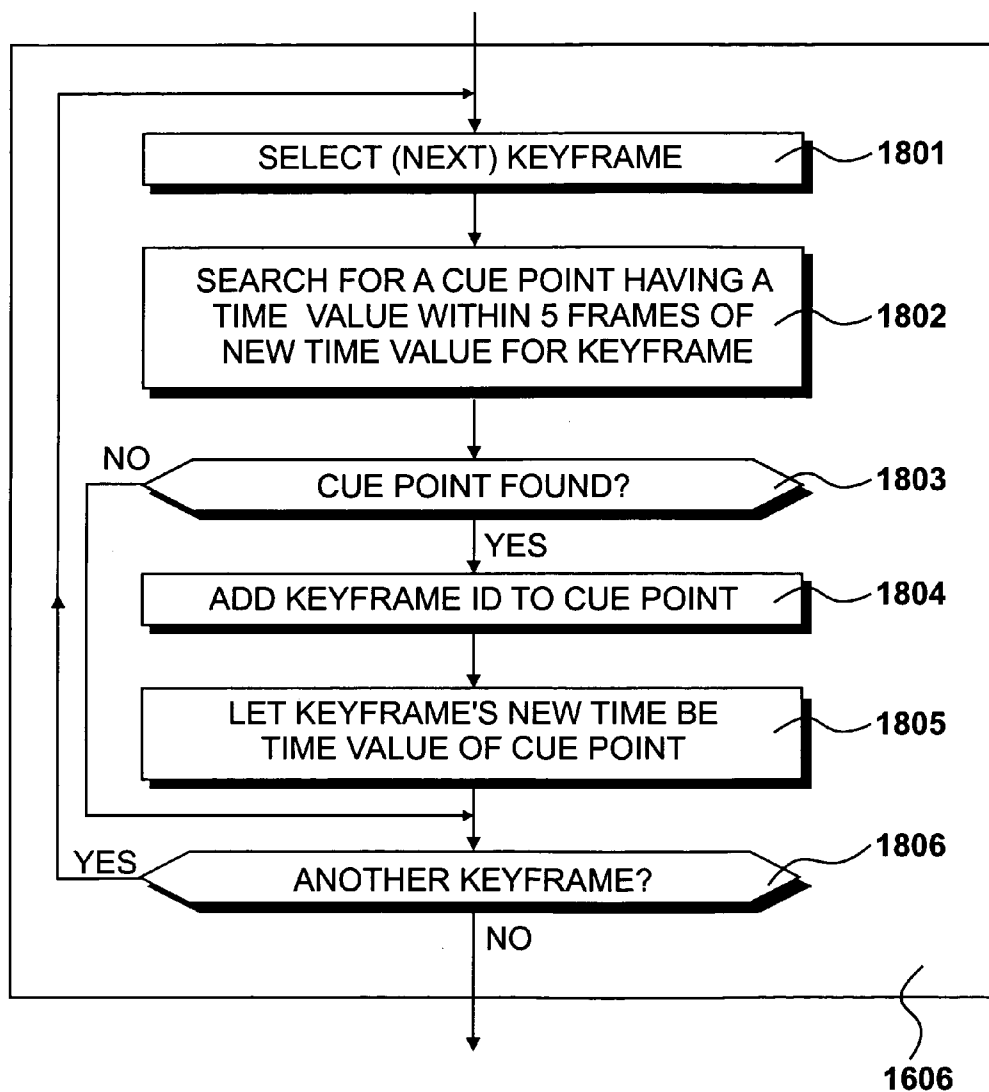 SELECT (NEXT) KEYFRAME
1801
SEARCH FOR A CUE POINT HAVING A
TIME VALUE WITHIN 5 FRAMES OF
NEW TIME VALUE FOR KEYFRAME
1802
NO
CUE POINT FOUND?
1803
YES
ADD KEYFRAME ID TO CUE POINT
1804
LET KEYFRAME'S NEW TIME BE
TIME VALUE OF CUE POINT
1805
YES
ANOTHER KEYFRAME?
1806
NO
1606